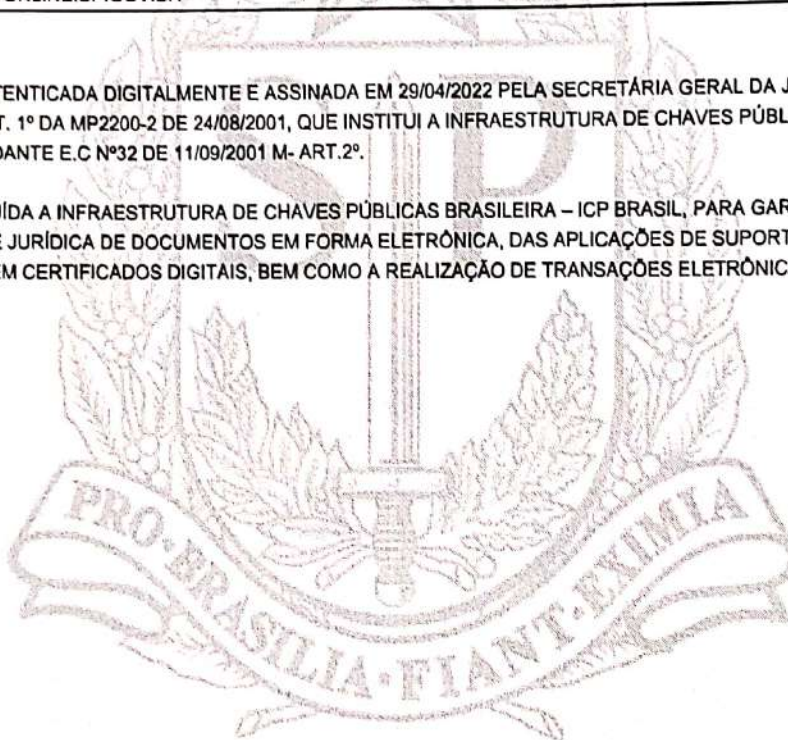 TENTICADA DIGITALMENTE E ASSINADA EM 29/04/2022 PELA SECRETÁRIA GERAL DA J
T. 1º DA MP2200-2 DE 24/08/2001, QUE INSTITUI A INFRAESTRUTURA DE CHAVES PÚBL
DANTE E.C Nº32 DE 11/09/2001 M- ART.2º.
ÍDA A INFRAESTRUTURA DE CHAVES PÚBLICAS BRASILEIRA – ICP BRASIL, PARA GAR
E JURÍDICA DE DOCUMENTOS EM FORMA ELETRÔNICA, DAS APLICAÇÕES DE SUPORT
EM CERTIFICADOS DIGITAIS, BEM COMO A REALIZAÇÃO DE TRANSAÇÕES ELETRÔNIC
S P
PRO·BRASILIA·FIANT·EXIMIA